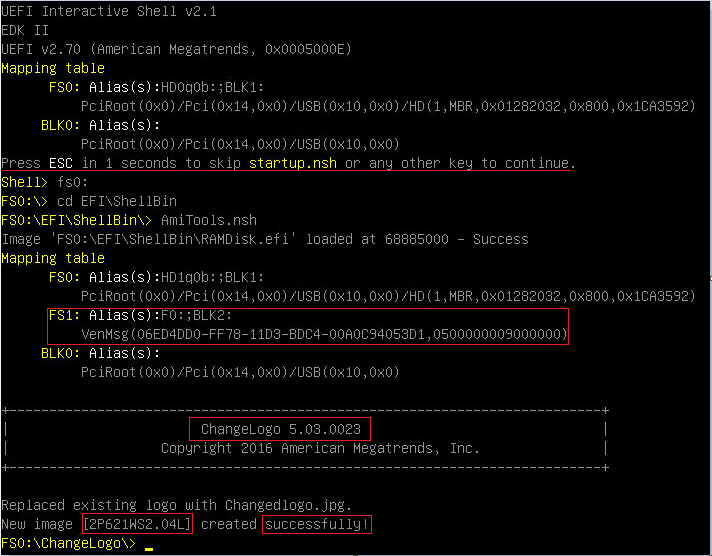 UEFI Interactive Shell v2.1
EDK II
UEFI v2.70 (American Megatrends, 0x0005000E)
Mapping table
FS0: Alias(s):HD0q0b:;BLK1:
PciRoot(0x0)/Pci(0x14,0x0)/USB(0x10,0x0)/HD(1,MBR,0x01282032,0x800,0x1CA3592)
BLK0: Alias(s):
PciRoot(0x0)/Pci(0x14,0x0)/USB(0x10,0x0)
Press ESC in 1 seconds to skip startup.nsh or any other key to continue.
Shell> fs0:
FS0:\> cd EFI\ShellBin
FS0:\EFI\ShellBin\> AmiTools.nsh
Image 'FS0:\EFI\ShellBin\RAMDisk.efi' loaded at 68885000 - Success
Mapping table
FS0: Alias(s):HD1q0b:;BLK1:
PciRoot(0x0)/Pci(0x14,0x0)/USB(0x10,0x0)/HD(1,MBR,0x01282032,0x800,0x1CA3592)
FS1: Alias(s):F0:;BLK2:
VenMsg(06ED4DD0-FF78-11D3-BDC4-00A0C94053D1,0500000009000000)
BLK0: Alias(s):
PciRoot(0x0)/Pci(0x14,0x0)/USB(0x10,0x0)
+--------------------------------------------------------------------------+
| ChangeLogo 5.03.0023 |
| Copyright 2016 American Megatrends, Inc. |
+--------------------------------------------------------------------------+
Replaced existing logo with Changedlogo.jpg.
New image [2P621WS2.04L] created successfully!
FS0:\ChangeLogo\> _